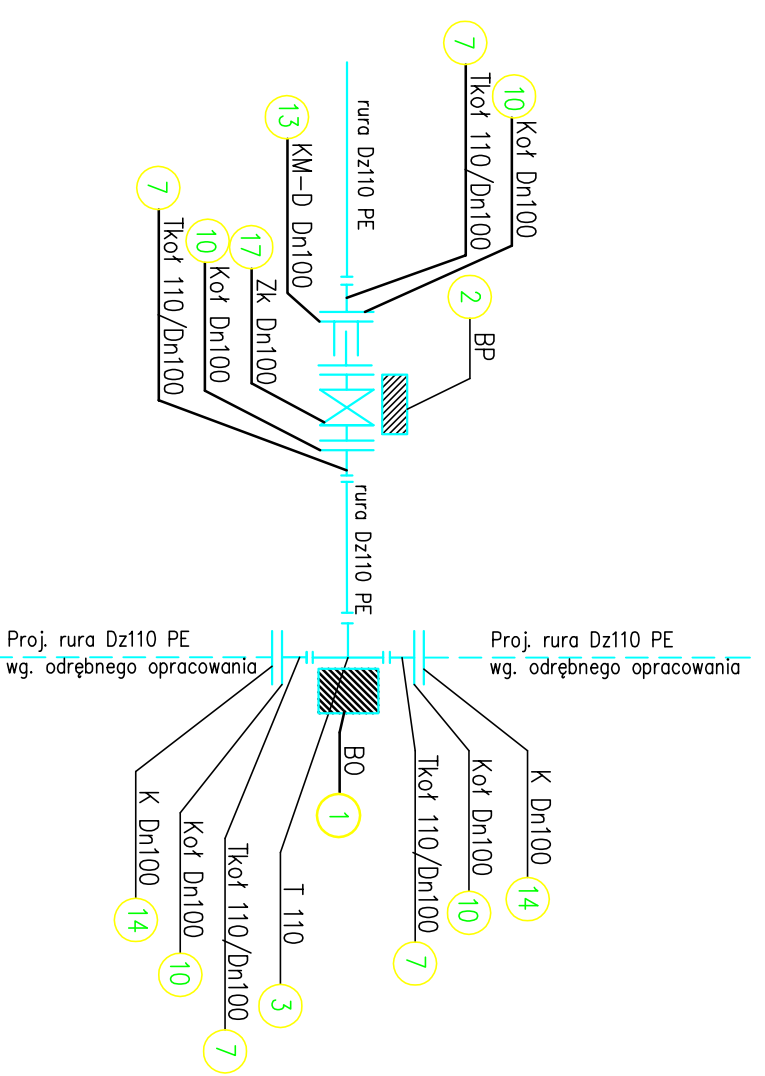 7
Tkoł 110/Dn100
10
Koł Dn100
rura Dz110 PE
13
KM-D Dn100
7
Tkoł 110/Dn100
10
Koł Dn100
17
Zk Dn100
2
BP
rura Dz110 PE
Proj. rura Dz110 PE
wg. odrębnego opracowania
Proj. rura Dz110 PE
wg. odrębnego opracowania
BO
1
K Dn100
14
Koł Dn100
10
Tkoł 110/Dn100
7
T 110
3
Tkoł 110/Dn100
7
Koł Dn100
10
K Dn100
14